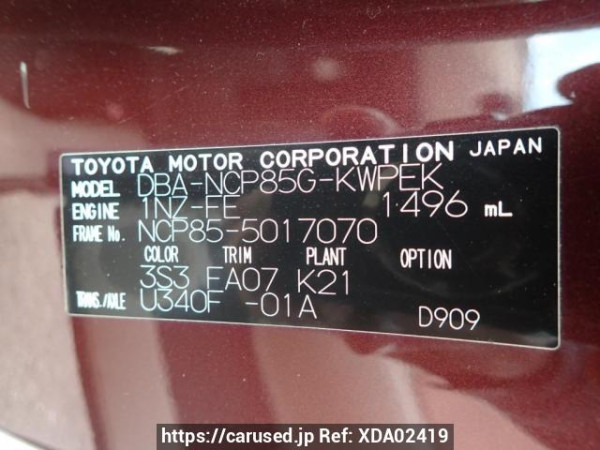 TOYOTA MOTOR CORPORATION JAPAN
MODEL DBA-NCP85G-KWPEK
ENGINE 1NZ-FE 1496 mL
FRAME No. NCP85-5017070
COLOR TRIM PLANT OPTION
3S3 FA07 K21
TRANS./AXLE U340F -01A
D909
https://carused.jp Ref: XDA02419